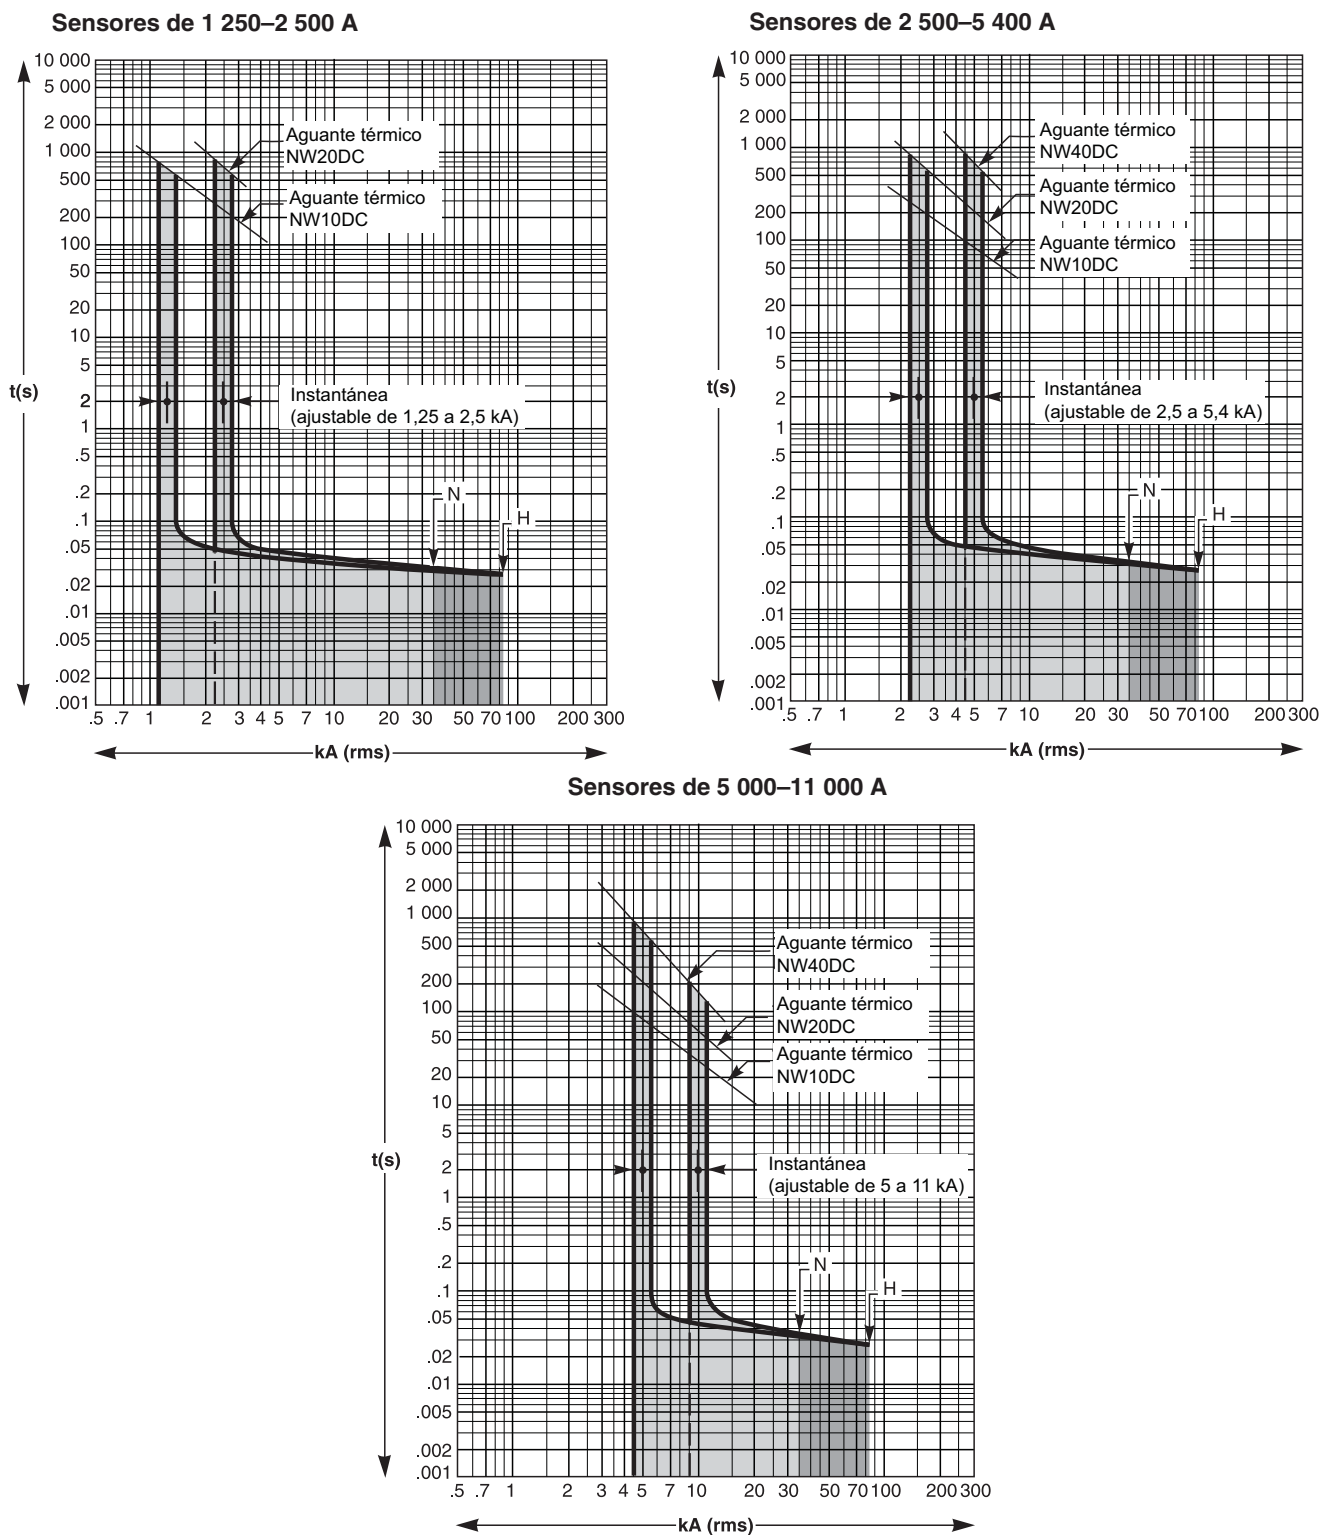 Sensores de 1 250–2 500 A
10 000
5 000
2 000
1 000
500
200
100
50
20
10
5
2
1
.5
.2
.1
.05
.02
.01
.005
.002
.001
t(s)
Aguante térmico
NW20DC
Aguante térmico
NW10DC
Instantánea
(ajustable de 1,25 a 2,5 kA)
N
H
.5 .7 1 2 3 4 5 7 10 20 30 50 70 100 200 300
kA (rms)
Sensores de 2 500–5 400 A
10 000
5 000
2 000
1 000
500
200
100
50
20
10
5
2
1
.5
.2
.1
.05
.02
.01
.005
.002
.001
t(s)
Aguante térmico
NW40DC
Aguante térmico
NW20DC
Aguante térmico
NW10DC
Instantánea
(ajustable de 2,5 a 5,4 kA)
N
H
.5 .7 1 2 3 4 5 7 10 20 30 50 70 100 200 300
kA (rms)
Sensores de 5 000–11 000 A
10 000
5 000
2 000
1 000
500
200
100
50
20
10
5
2
1
.5
.2
.1
.05
.02
.01
.005
.002
.001
t(s)
Aguante térmico
NW40DC
Aguante térmico
NW20DC
Aguante térmico
NW10DC
Instantánea
(ajustable de 5 a 11 kA)
N
H
.5 .7 1 2 3 4 5 7 10 20 30 50 70 100 200 300
kA (rms)